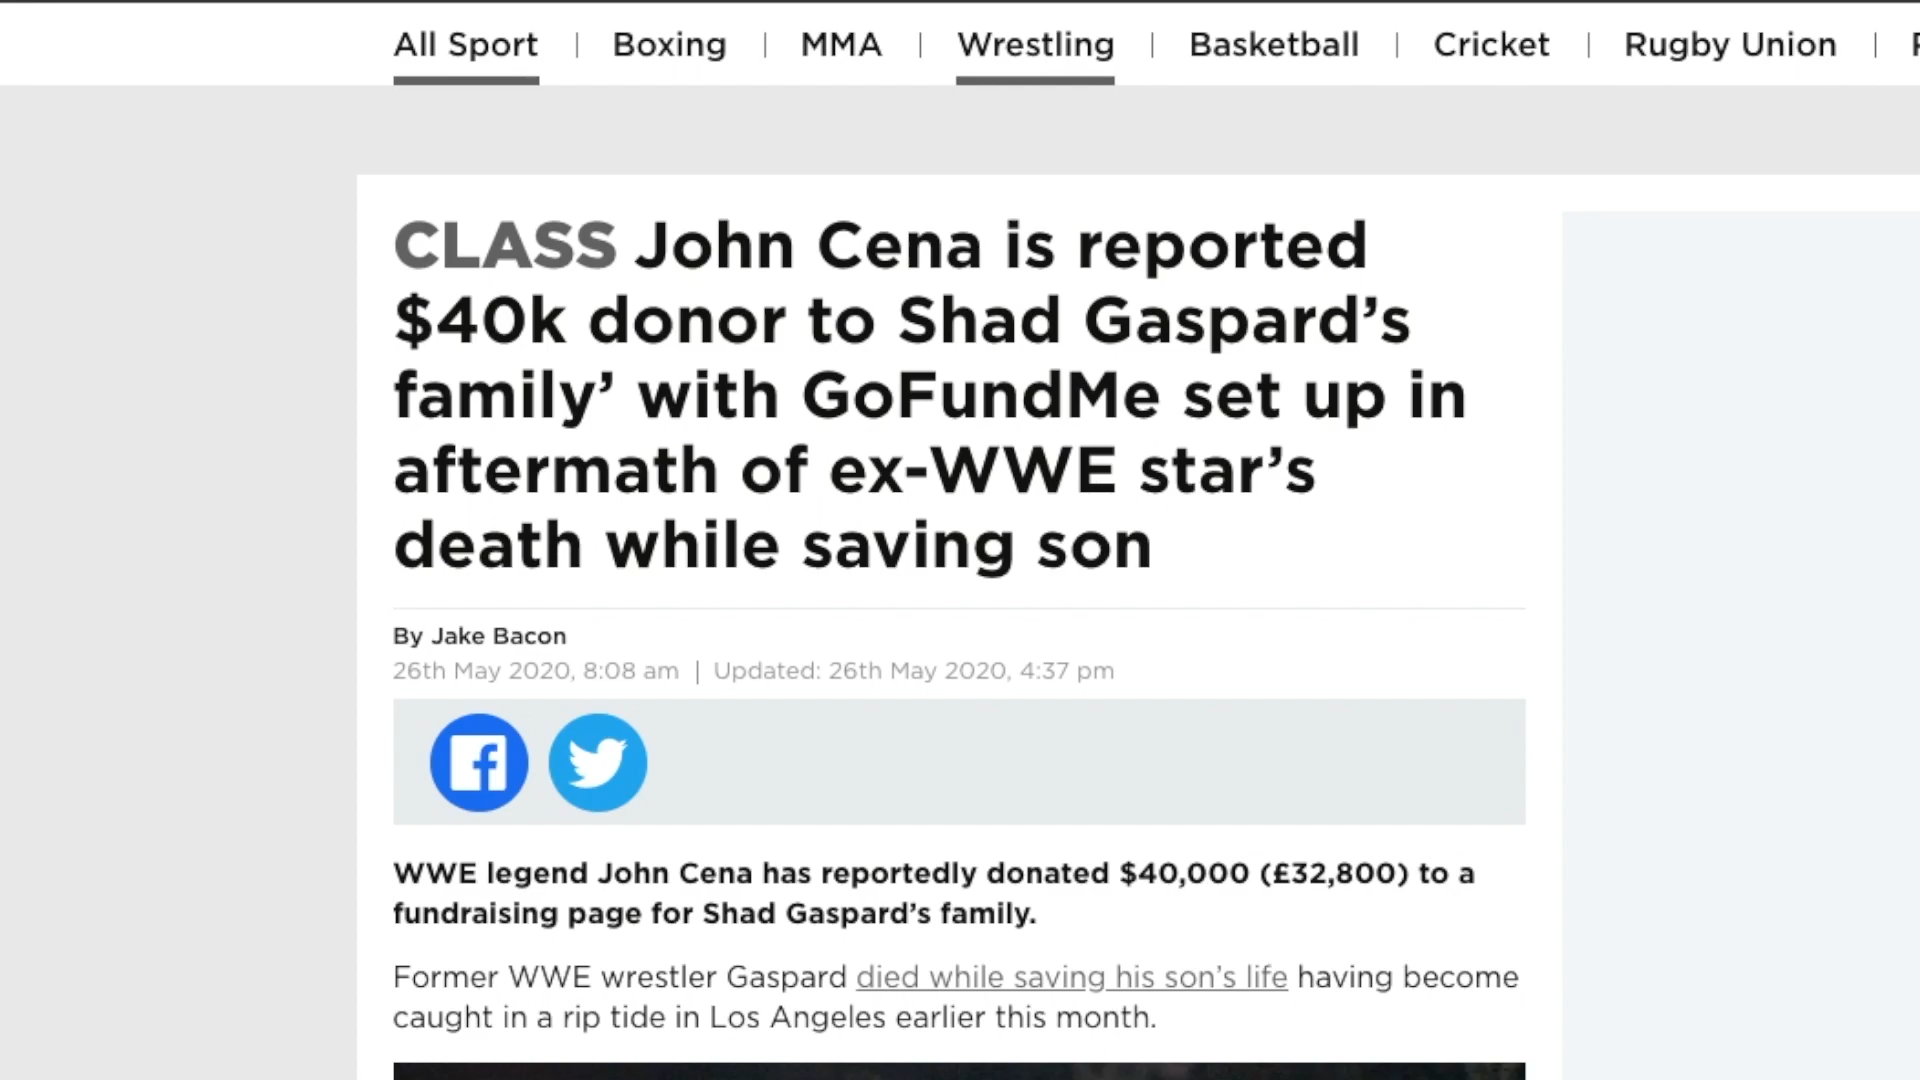 All Sport | Boxing | MMA | Wrestling | Basketball | Cricket | Rugby Union |
CLASS John Cena is reported
$40k donor to Shad Gaspard’s
family’ with GoFundMe set up in
aftermath of ex-WWE star’s
death while saving son
By Jake Bacon
26th May 2020, 8:08 am | Updated: 26th May 2020, 4:37 pm
WWE legend John Cena has reportedly donated $40,000 (£32,800) to a
fundraising page for Shad Gaspard’s family.
Former WWE wrestler Gaspard died while saving his son’s life having become
caught in a rip tide in Los Angeles earlier this month.